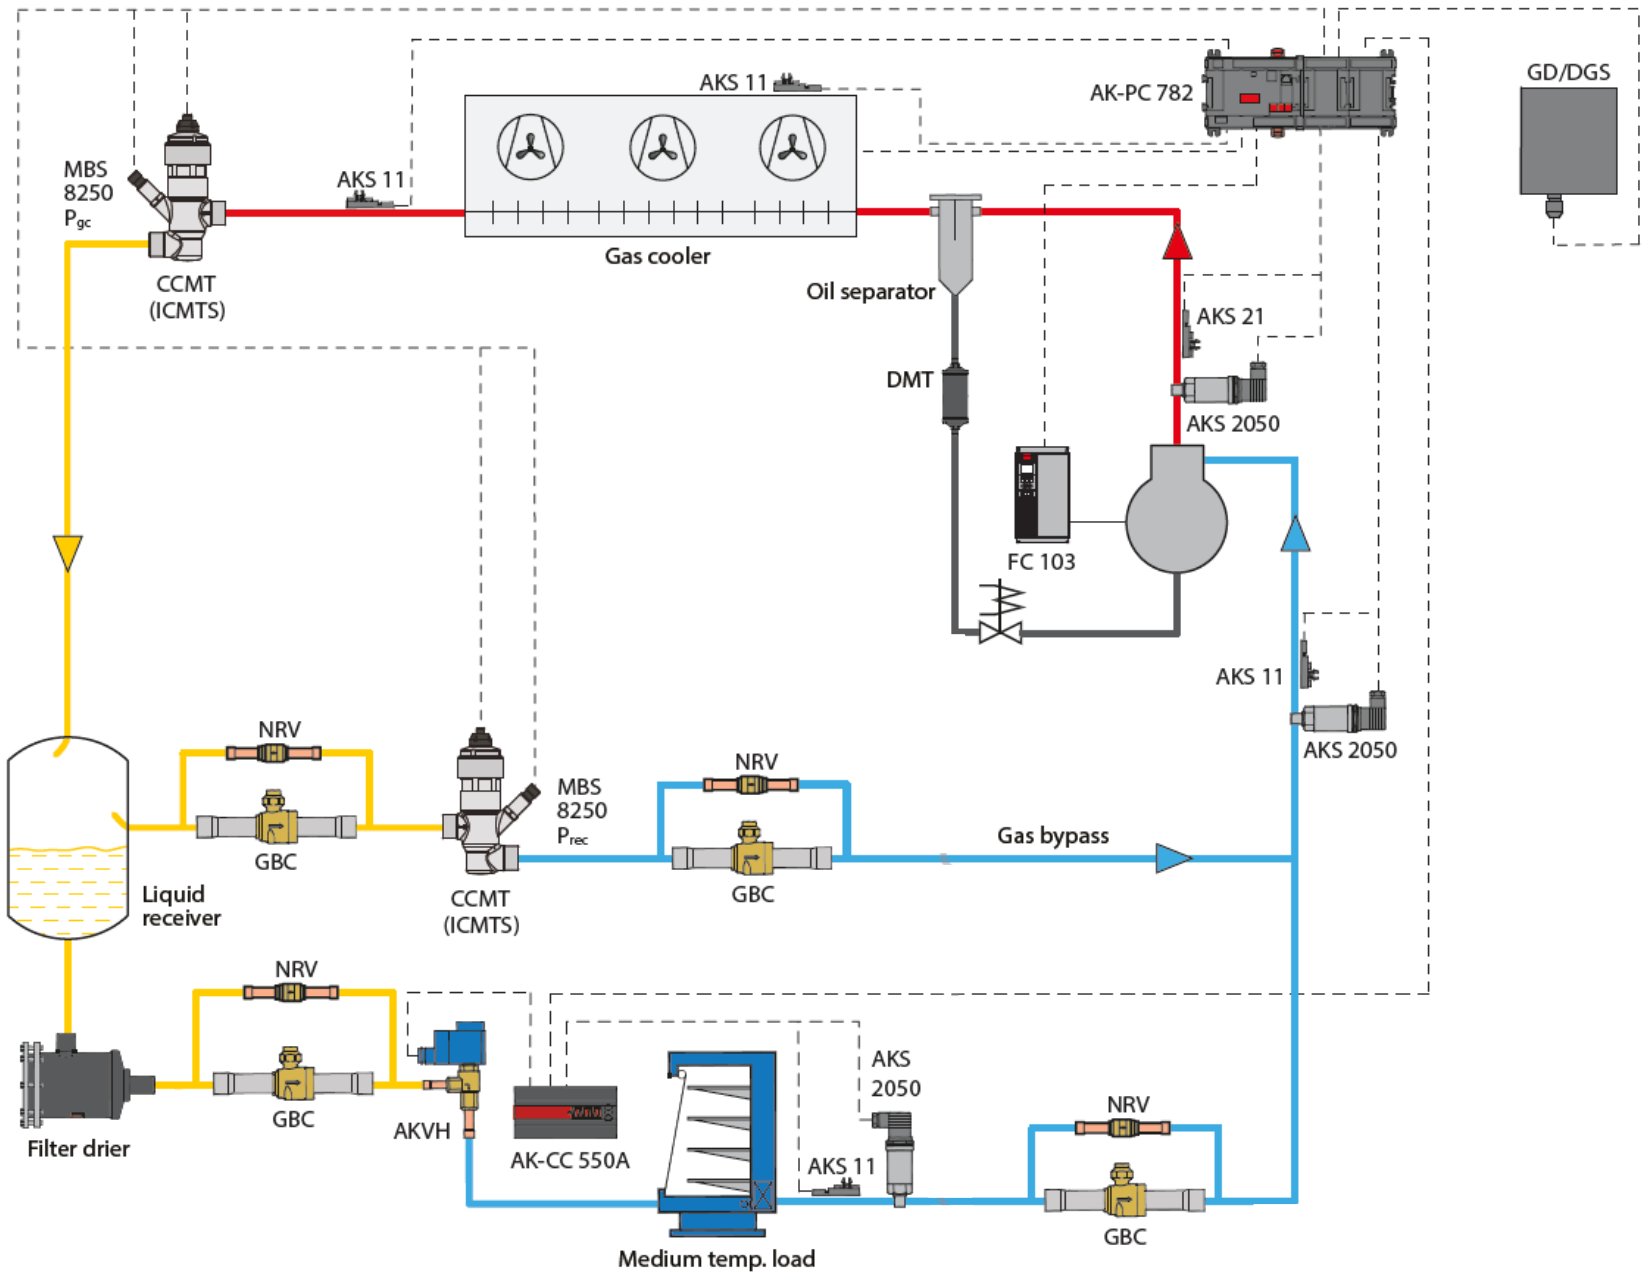 AKS 11
AK-PC 782
GD/DGS
MBS
8250
Pgc
AKS 11
CCMT
(ICMTS)
Gas cooler
Oil separator
AKS 21
DMT
AKS 2050
FC 103
AKS 11
AKS 2050
NRV
GBC
Liquid
receiver
MBS
8250
Prec
CCMT
(ICMTS)
NRV
GBC
Gas bypass
NRV
GBC
Filter drier
AKVH
AK-CC 550A
AKS
2050
AKS 11
Medium temp. load
NRV
GBC